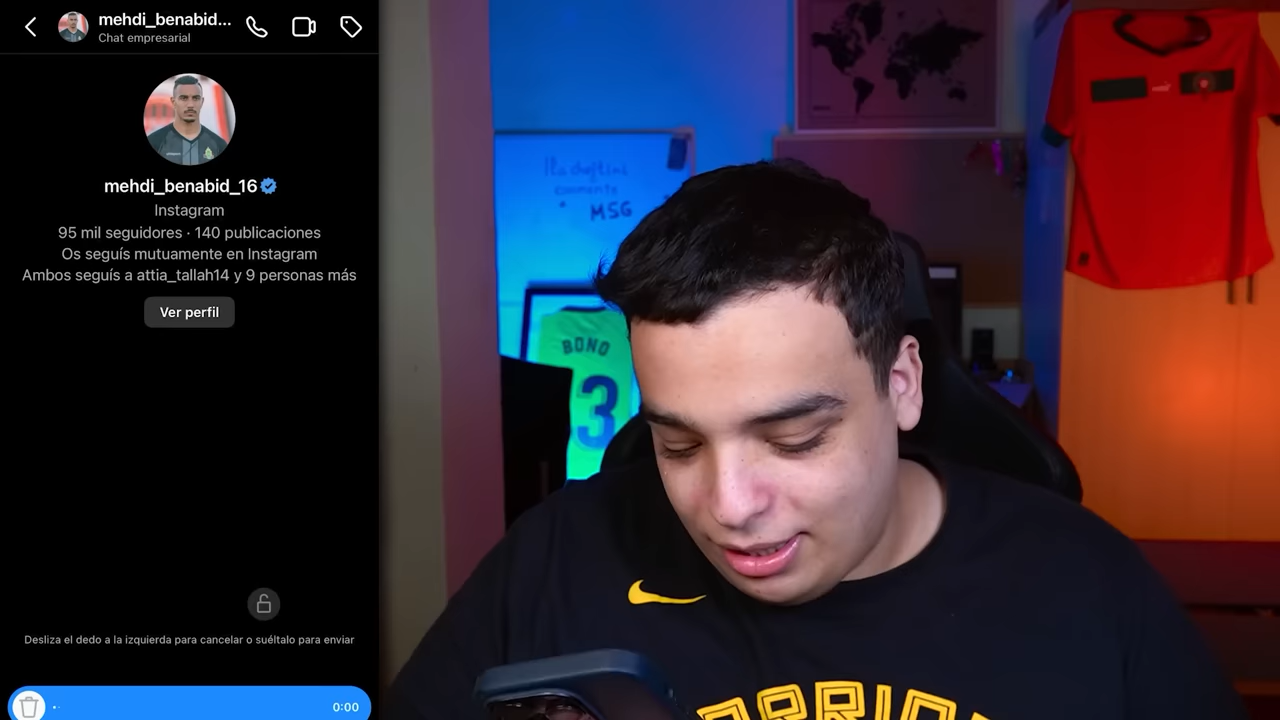 mehdi_benabid...
Chat empresarial
mehdi_benabid_16
Instagram
95 mil seguidores · 140 publicaciones
Os seguís mutuamente en Instagram
Ambos seguís a attia_tallah14 y 9 personas más
Ver perfil
Desliza el dedo a la izquierda para cancelar o suéltalo para enviar
0:00
MSG
BONO
3